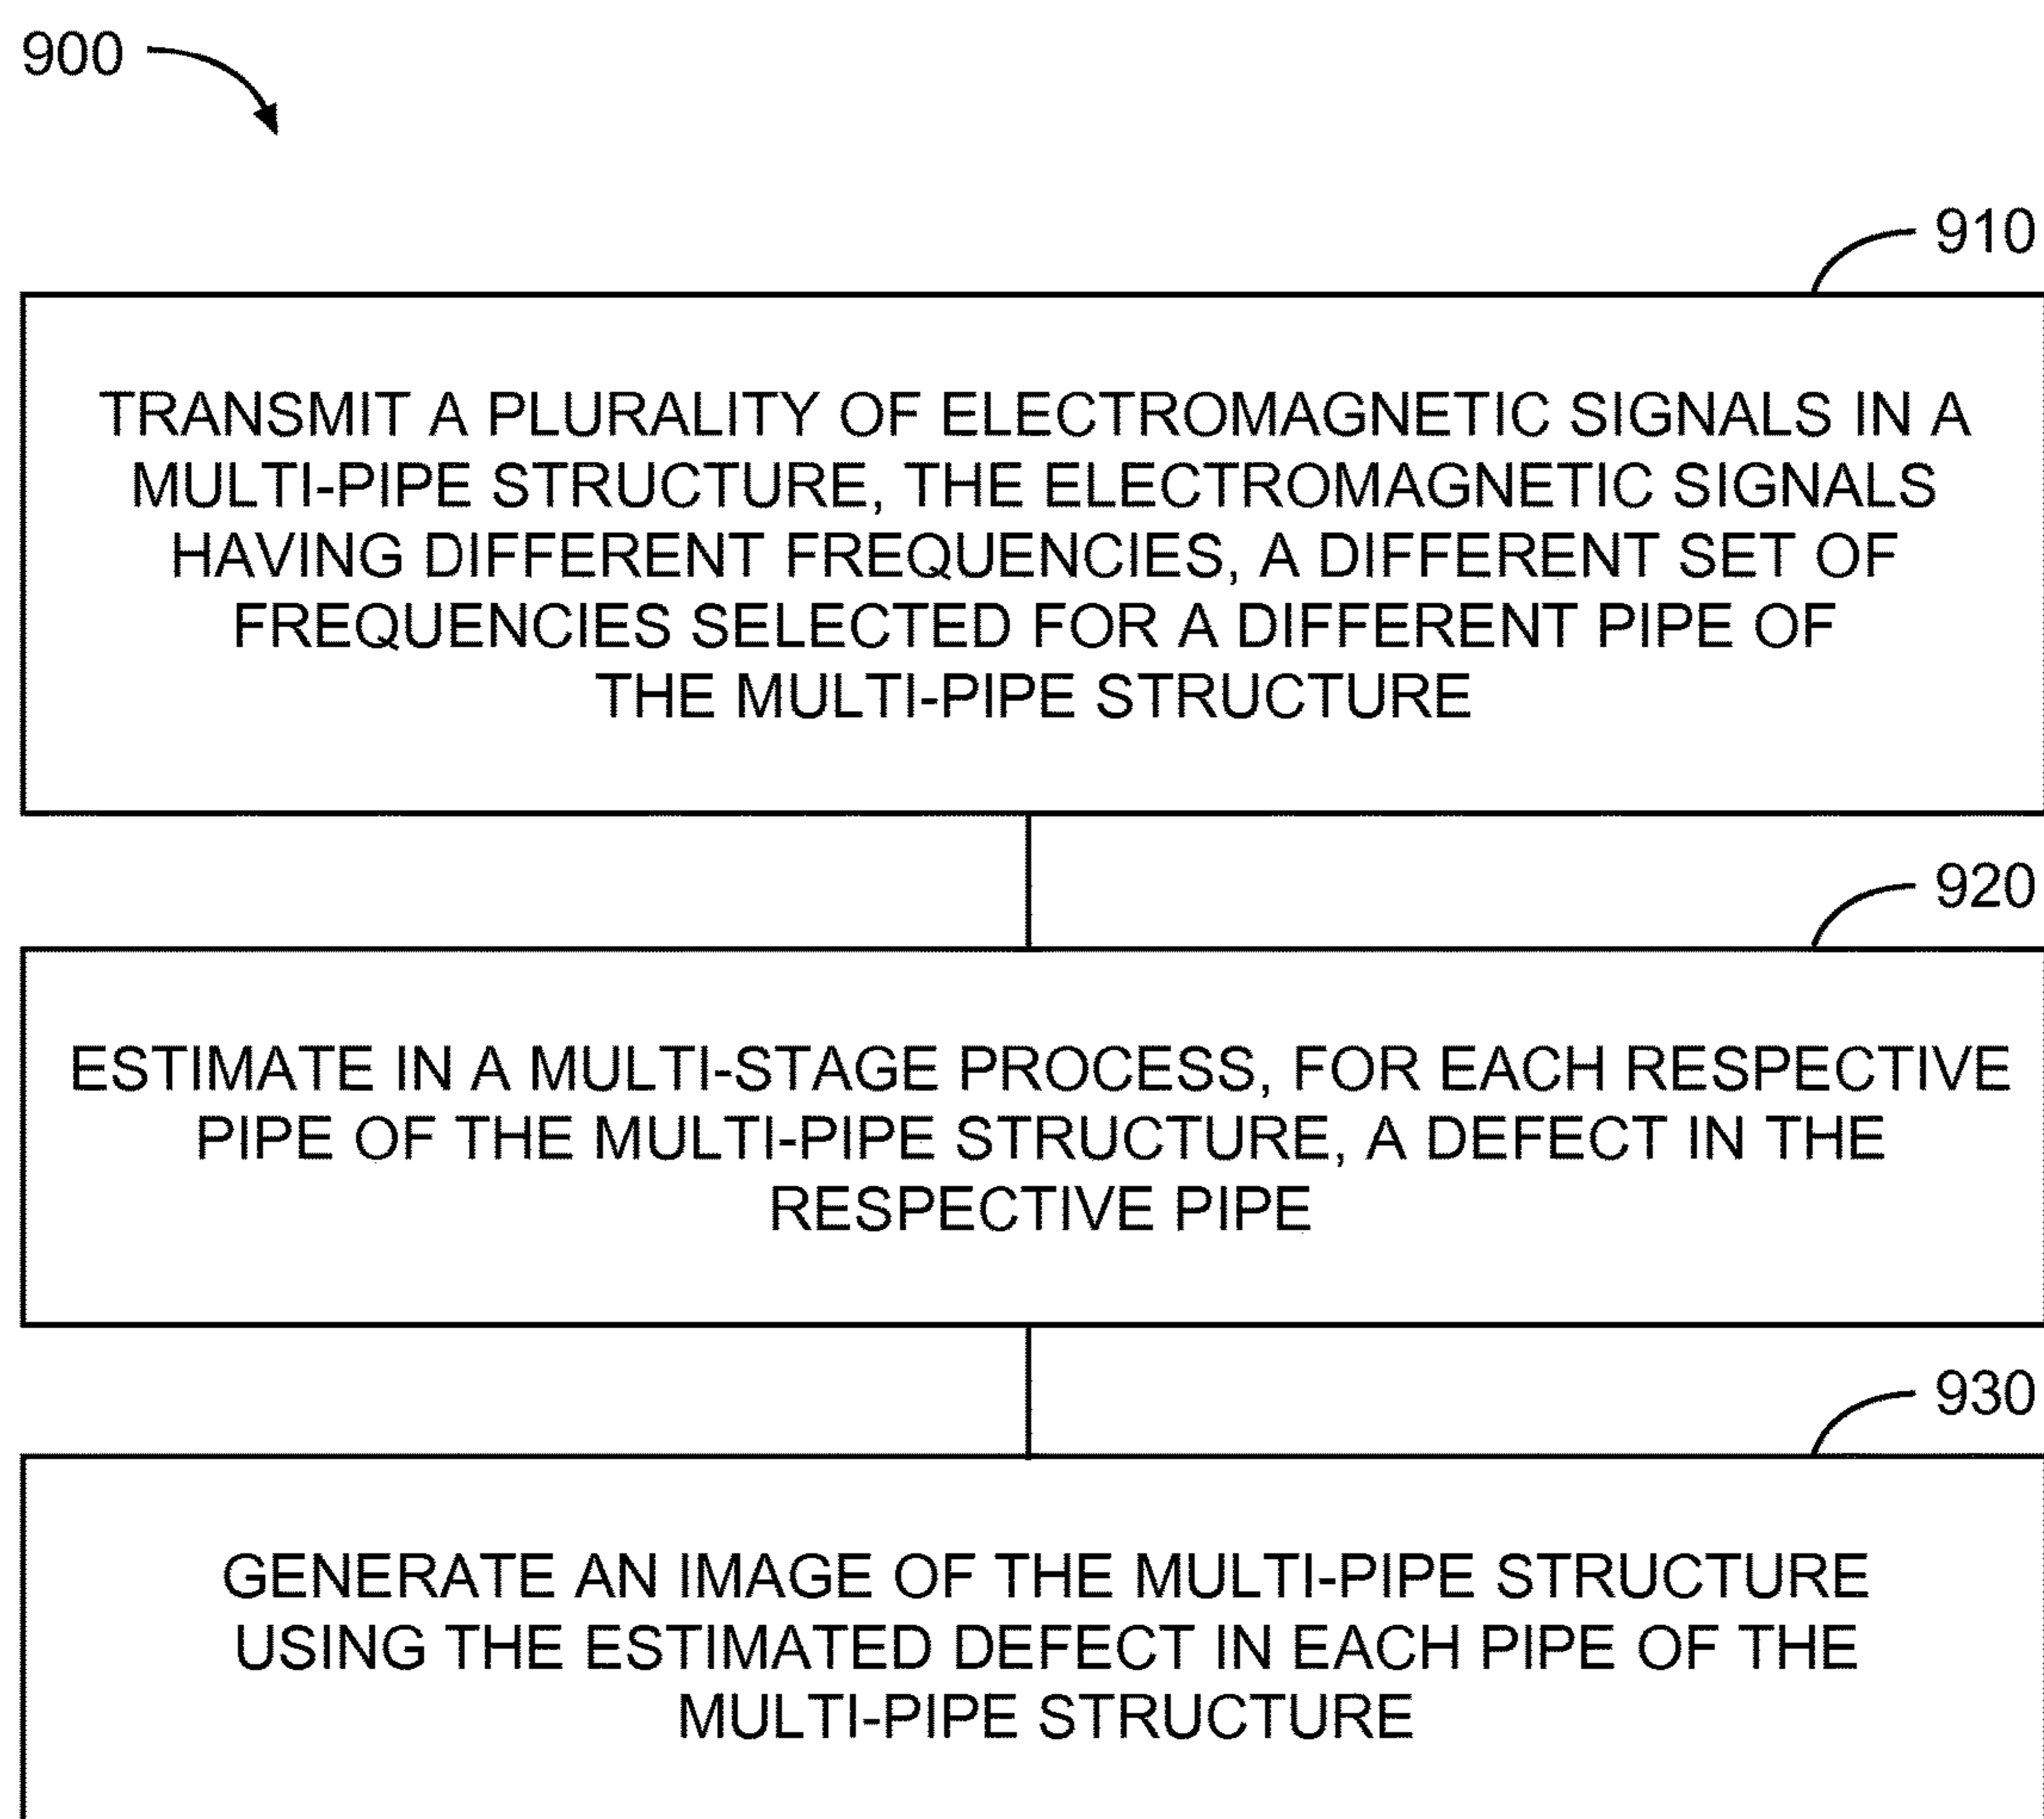 900
910
TRANSMIT A PLURALITY OF ELECTROMAGNETIC SIGNALS IN A
MULTI-PIPE STRUCTURE, THE ELECTROMAGNETIC SIGNALS
HAVING DIFFERENT FREQUENCIES, A DIFFERENT SET OF
FREQUENCIES SELECTED FOR A DIFFERENT PIPE OF
THE MULTI-PIPE STRUCTURE
920
ESTIMATE IN A MULTI-STAGE PROCESS, FOR EACH RESPECTIVE
PIPE OF THE MULTI-PIPE STRUCTURE, A DEFECT IN THE
RESPECTIVE PIPE
930
GENERATE AN IMAGE OF THE MULTI-PIPE STRUCTURE
USING THE ESTIMATED DEFECT IN EACH PIPE OF THE
MULTI-PIPE STRUCTURE